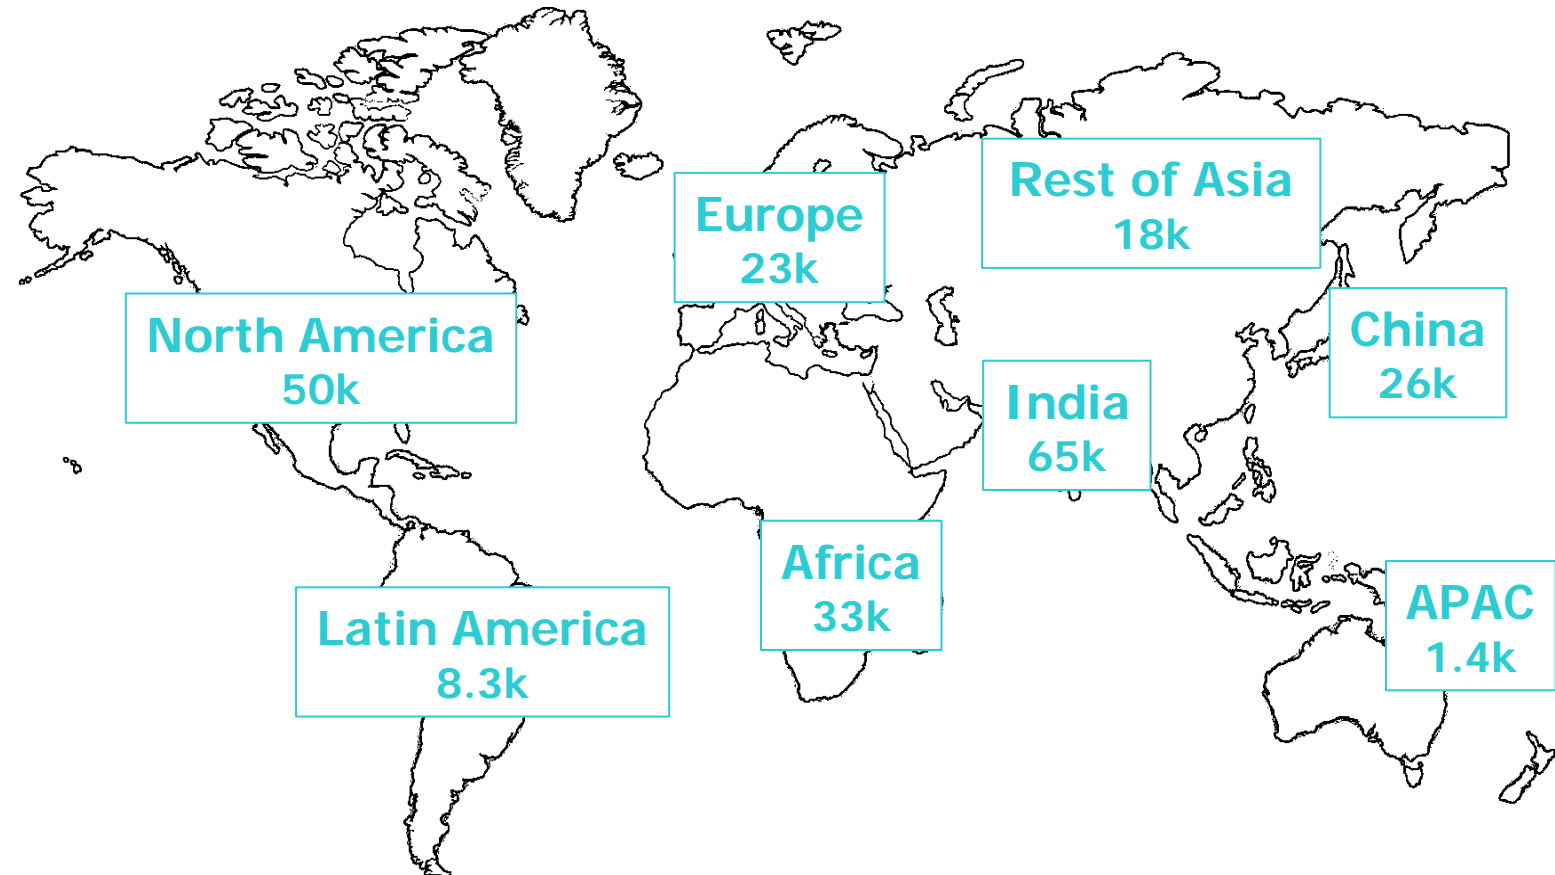 Rest of Asia
18k
Europe
23k
North America
50k
China
26k
India
65k
Africa
33k
APAC
1.4k
Latin America
8.3k